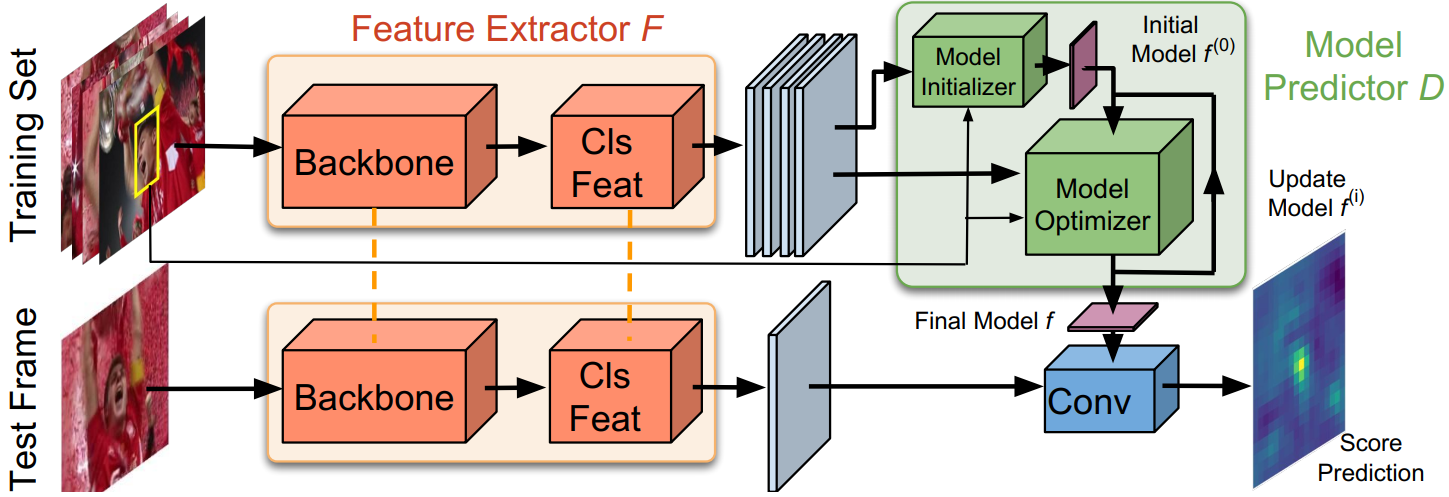 Training Set
Feature Extractor F
Backbone
Cls
Feat
Model
Initializer
Initial
Model f(0)
Model
Predictor D
Model
Optimizer
Update
Model f(i)
Test Frame
Backbone
Cls
Feat
Final Model f
Conv
Score
Prediction